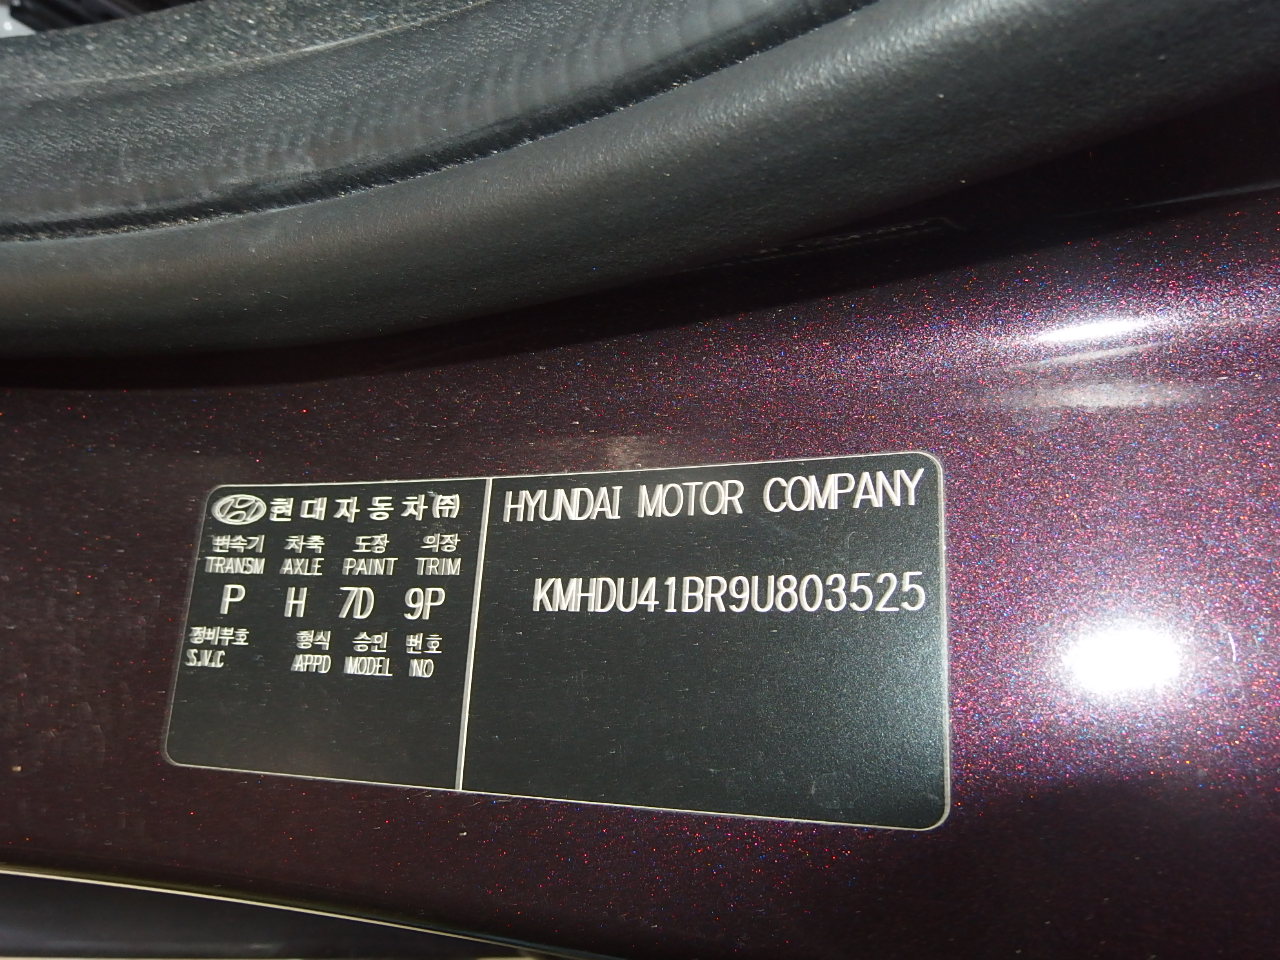 현대자동차㈜
변속기 차축 도장 의장
TRANSM AXLE PAINT TRIM
P H 7D 9P
정비부호 형식 승인 번호
S.V.C APPD MODEL NO
HYUNDAI MOTOR COMPANY
KMHDU41BR9U803525